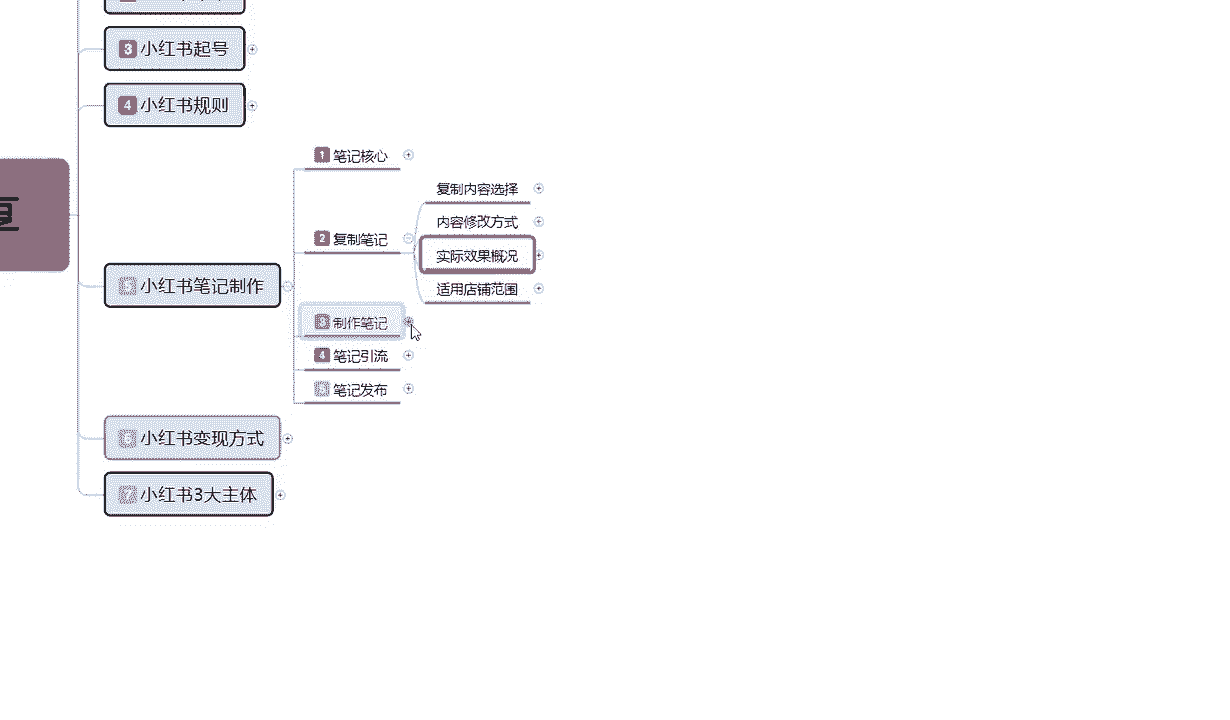 3 小红书起号
4 小红书规则
1 笔记核心
复制内容选择
内容修改方式
2 复制笔记
实际效果概况
适用店铺范围
5 小红书笔记制作
3 制作笔记
4 笔记引流
5 笔记发布
6 小红书变现方式
7 小红书3大主体